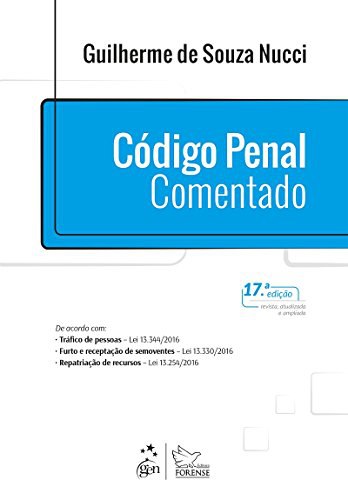 Guilherme de Souza Nucci
Código Penal
Comentado
17.ª edição
revista, atualizada
e ampliada
De acordo com:
• Tráfico de pessoas – Lei 13.344/2016
• Furto e receptação de semoventes – Lei 13.330/2016
• Repatriação de recursos – Lei 13.254/2016
gen
editora
FORENSE